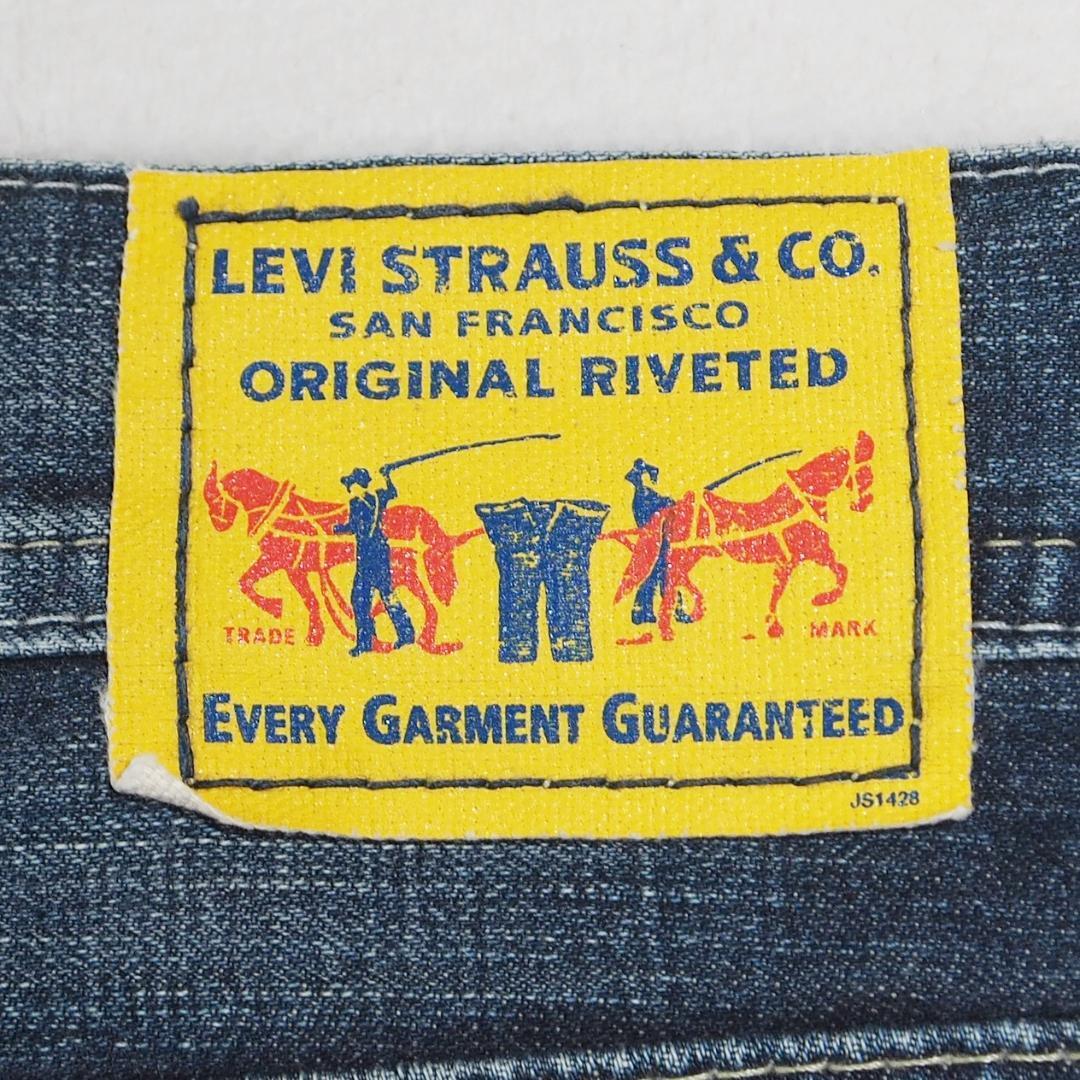 LEVI STRAUSS & CO.
SAN FRANCISCO
ORIGINAL RIVETED
TRADE MARK
EVERY GARMENT GUARANTEED
JS1428